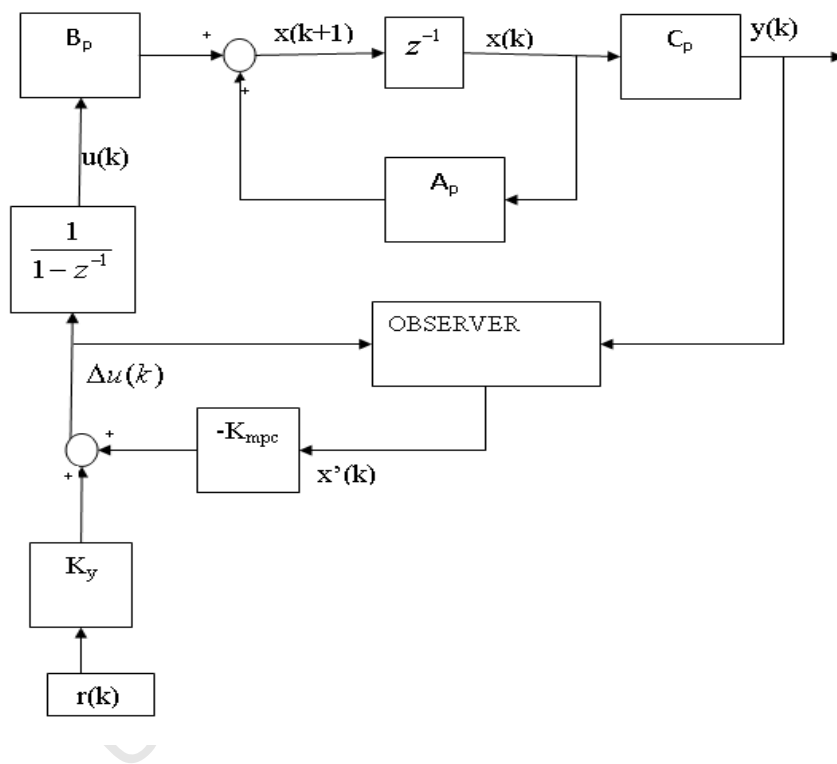 B_p
+
x(k+1)
z^{-1}
x(k)
C_p
y(k)
+
u(k)
A_p
1
1 - z^{-1}
OBSERVER
Δu(k)
+
-K_mpc
x’(k)
+
K_y
r(k)